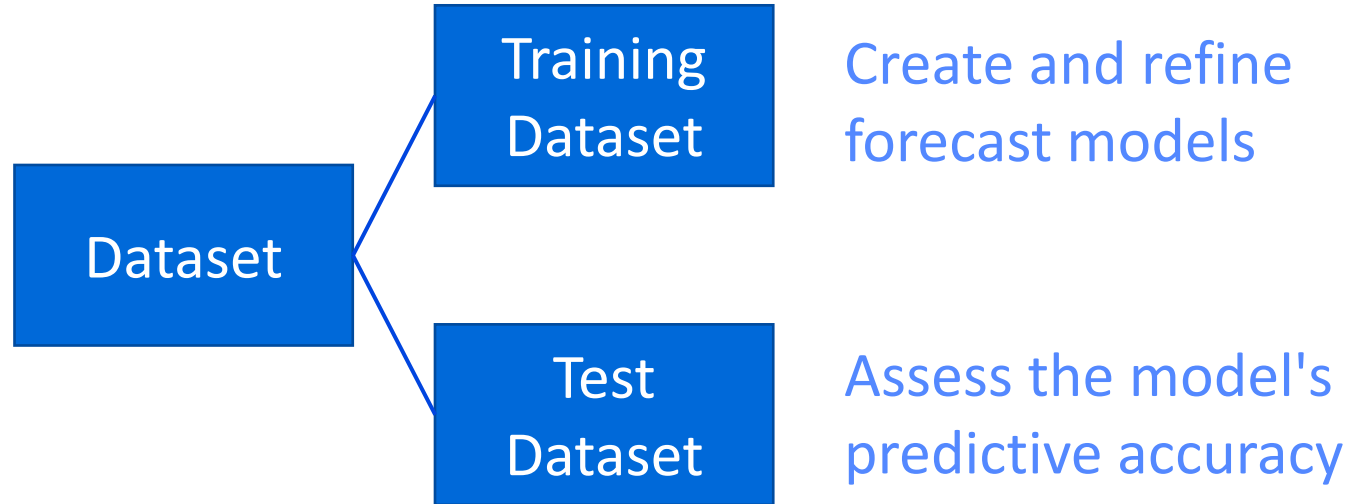 Dataset
Training
Dataset
Create and refine
forecast models
Test
Dataset
Assess the model's
predictive accuracy